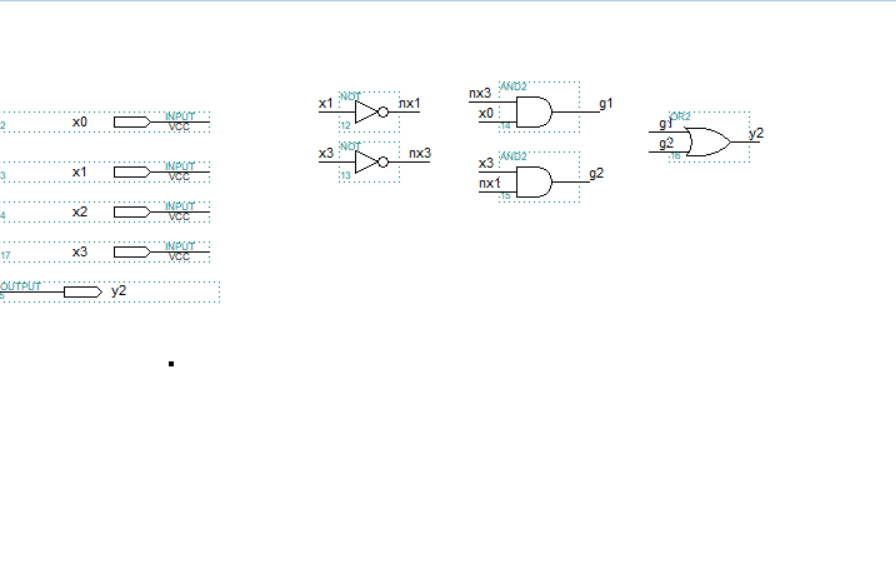 x0 INPUT VCC 2
x1 INPUT VCC 3
x2 INPUT VCC 4
x3 INPUT VCC 17
OUTPUT y2 5
x1 NOT nx1 12
x3 NOT nx3 13
nx3 AND2 g1
x0 14
x3 AND2 g2
nx1 15
g1 OR2 y2
g2 16